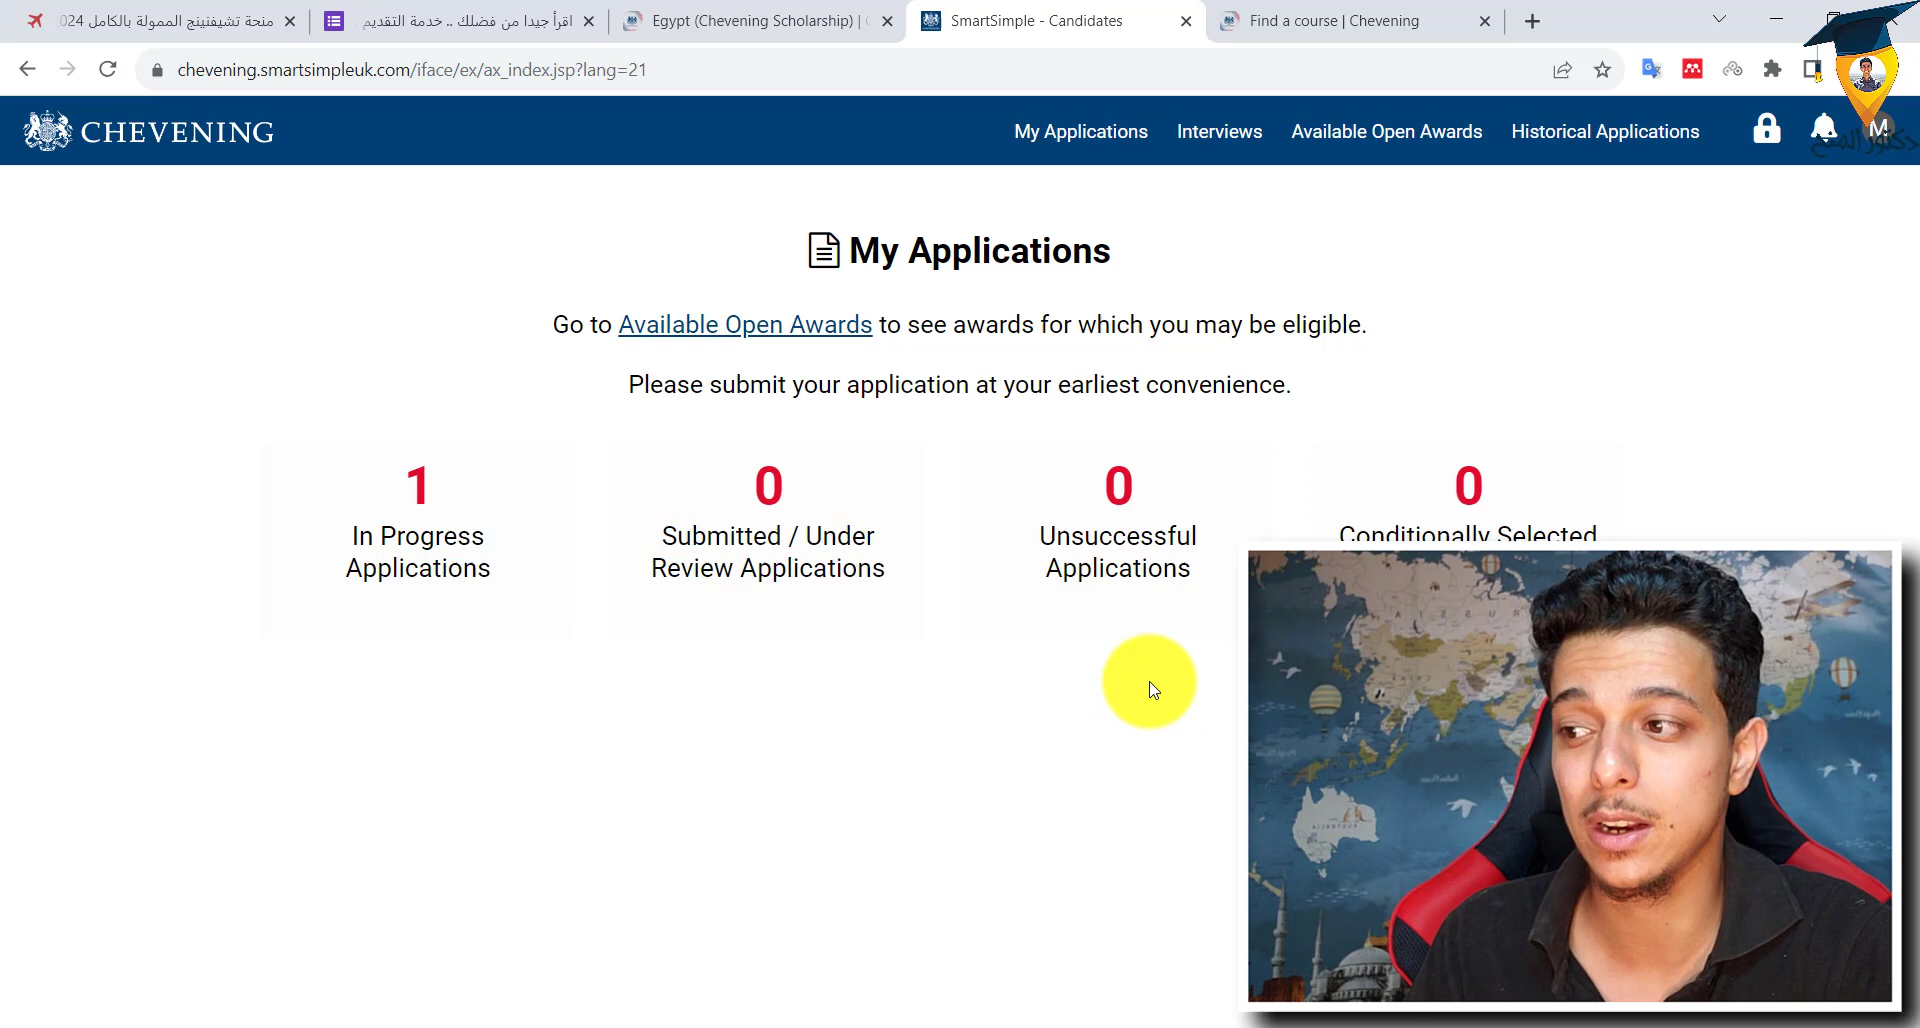 منحة تشيفنينج الممولة بالكامل 024
اقرأ جيدا من فضلك .. خدمة التقديم
Egypt (Chevening Scholarship) | C
SmartSimple - Candidates
Find a course | Chevening
chevening.smartsimpleuk.com/iface/ex/ax_index.jsp?lang=21
CHEVENING
My Applications
Interviews
Available Open Awards
Historical Applications
M
دكتور المنح
My Applications
Go to Available Open Awards to see awards for which you may be eligible.
Please submit your application at your earliest convenience.
1
In Progress
Applications
0
Submitted / Under
Review Applications
0
Unsuccessful
Applications
0
Conditionally Selected